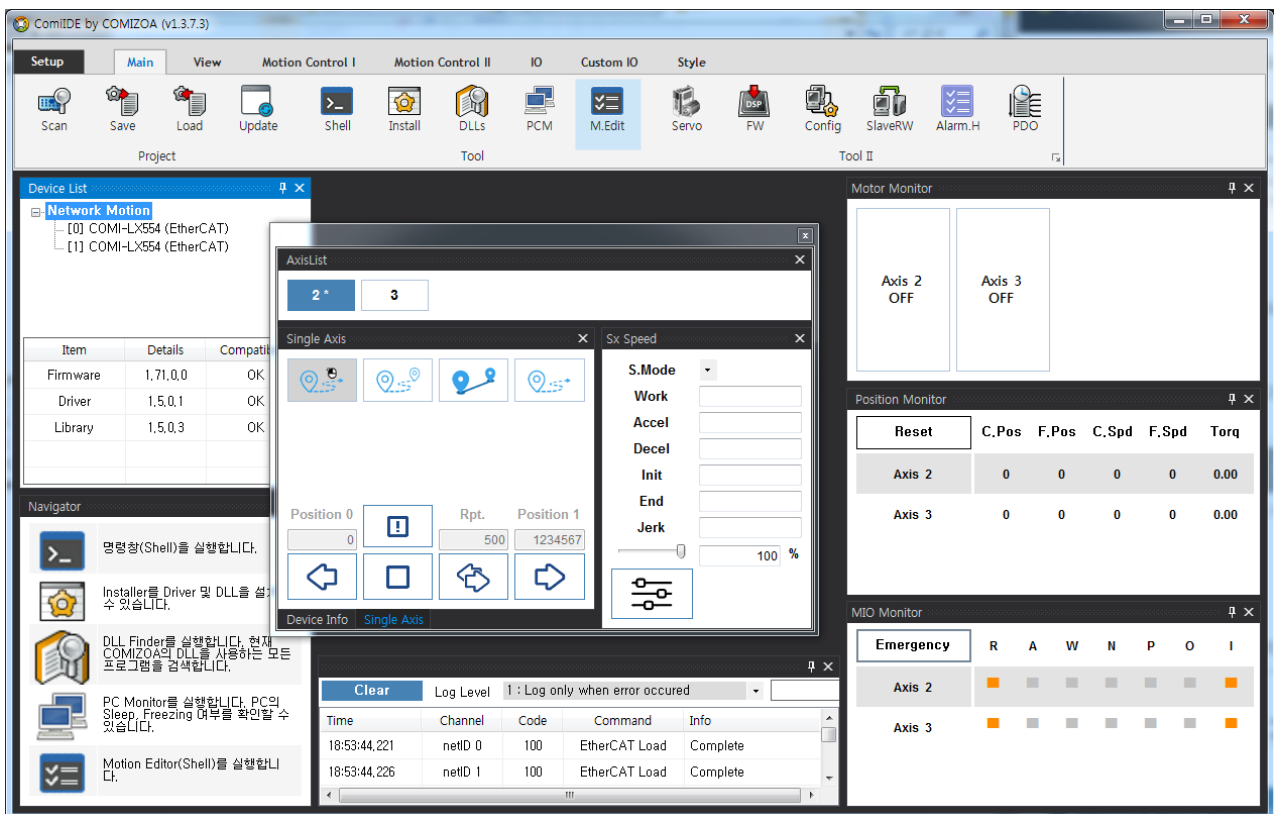 ComiIDE by COMIZOA (v1.3.7.3)
Setup Main View Motion Control I Motion Control II IO Custom IO Style
Scan Save Load Update Shell Install DLLs PCM M.Edit Servo FW Config SlaveRW Alarm.H PDO
DSP
Project Tool Tool II
Device List
Network Motion
[0] COMI-LX554 (EtherCAT)
[1] COMI-LX554 (EtherCAT)
Item Details Compatib
Firmware 1,71,0,0 OK
Driver 1,5,0,1 OK
Library 1,5,0,3 OK
Navigator
명령창(Shell)을 실행합니다.
Installer를 Driver 및 DLL을 설치
수 있습니다.
DLL Finder를 실행합니다. 현재
COMIZOA의 DLL을 사용하는 모든
프로그램을 검색합니다.
PC Monitor를 실행합니다. PC의
Sleep, Freezing 여부를 확인할 수
있습니다.
Motion Editor(Shell)를 실행합니
다.
AxisList
2 * 3
Single Axis
Position 0 Rpt. Position 1
0 500 1234567
Device Info Single Axis
Sx Speed
S.Mode
Work
Accel
Decel
Init
End
Jerk
100 %
Clear Log Level 1 : Log only when error occured
Time Channel Code Command Info
18:53:44,221 netID 0 100 EtherCAT Load Complete
18:53:44,226 netID 1 100 EtherCAT Load Complete
Motor Monitor
Axis 2 Axis 3
OFF OFF
Position Monitor
Reset C,Pos F,Pos C,Spd F,Spd Torq
Axis 2 0 0 0 0 0.00
Axis 3 0 0 0 0 0.00
MIO Monitor
Emergency R A W N P O I
Axis 2
Axis 3